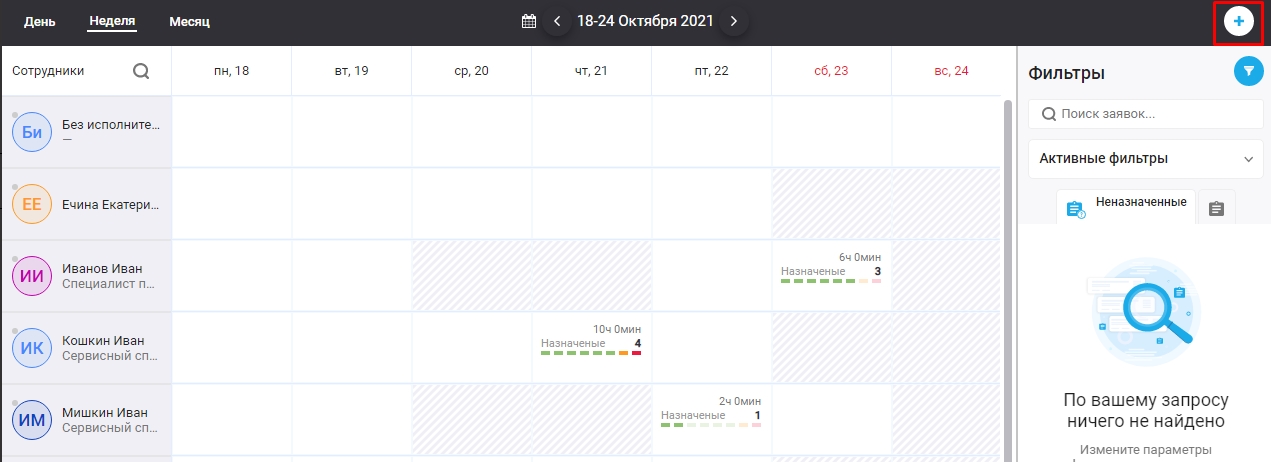 День Неделя Месяц 18-24 Октября 2021 +
Сотрудники пн, 18 вт, 19 ср, 20 чт, 21 пт, 22 сб, 23 вс, 24
Фильтры
Поиск заявок...
Активные фильтры
Неназначенные
Би Без исполните...
—
ЕЕ Ечина Екатери...
ИИ Иванов Иван
Специалист п...
6ч 0мин
Назначеные 3
ИК Кошкин Иван
Сервисный сп...
10ч 0мин
Назначеные 4
ИМ Мишкин Иван
Сервисный сп...
2ч 0мин
Назначеные 1
По вашему запросу
ничего не найдено
Измените параметры